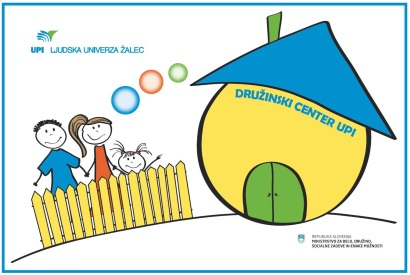 UPI LJUDSKA UNIVERZA ŽALEC
DRUŽINSKI CENTER UPI
REPUBLIKA SLOVENIJA
MINISTRSTVO ZA DELO, DRUŽINO,
SOCIALNE ZADEVE IN ENAKE MOŽNOSTI